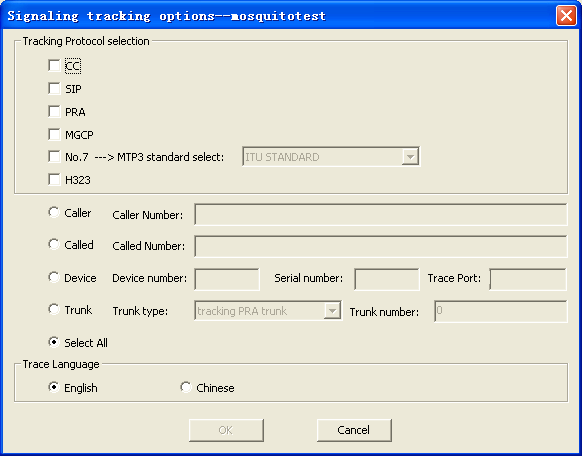 Signaling tracking options--mosquitotest
Tracking Protocol selection
CC
SIP
PRA
MGCP
No.7 ---> MTP3 standard select: ITU STANDARD
H323
Caller Caller Number:
Called Called Number:
Device Device number: Serial number: Trace Port:
Trunk Trunk type: tracking PRA trunk Trunk number: 0
Select All
Trace Language
English Chinese
OK Cancel